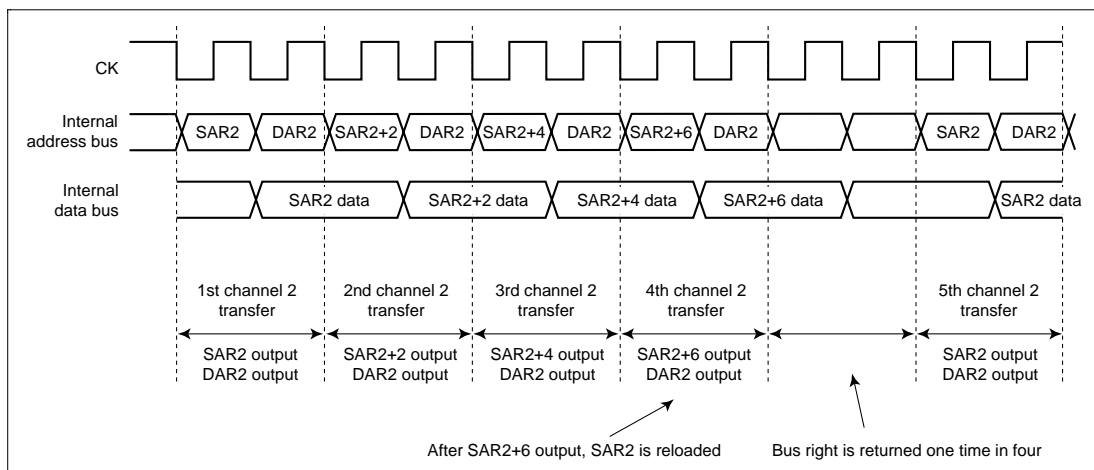 CK
Internal
address bus
SAR2 DAR2 SAR2+2 DAR2 SAR2+4 DAR2 SAR2+6 DAR2 SAR2 DAR2
Internal
data bus
SAR2 data SAR2+2 data SAR2+4 data SAR2+6 data SAR2 data
1st channel 2
transfer
2nd channel 2
transfer
3rd channel 2
transfer
4th channel 2
transfer
5th channel 2
transfer
SAR2 output
DAR2 output
SAR2+2 output
DAR2 output
SAR2+4 output
DAR2 output
SAR2+6 output
DAR2 output
SAR2 output
DAR2 output
After SAR2+6 output, SAR2 is reloaded
Bus right is returned one time in four